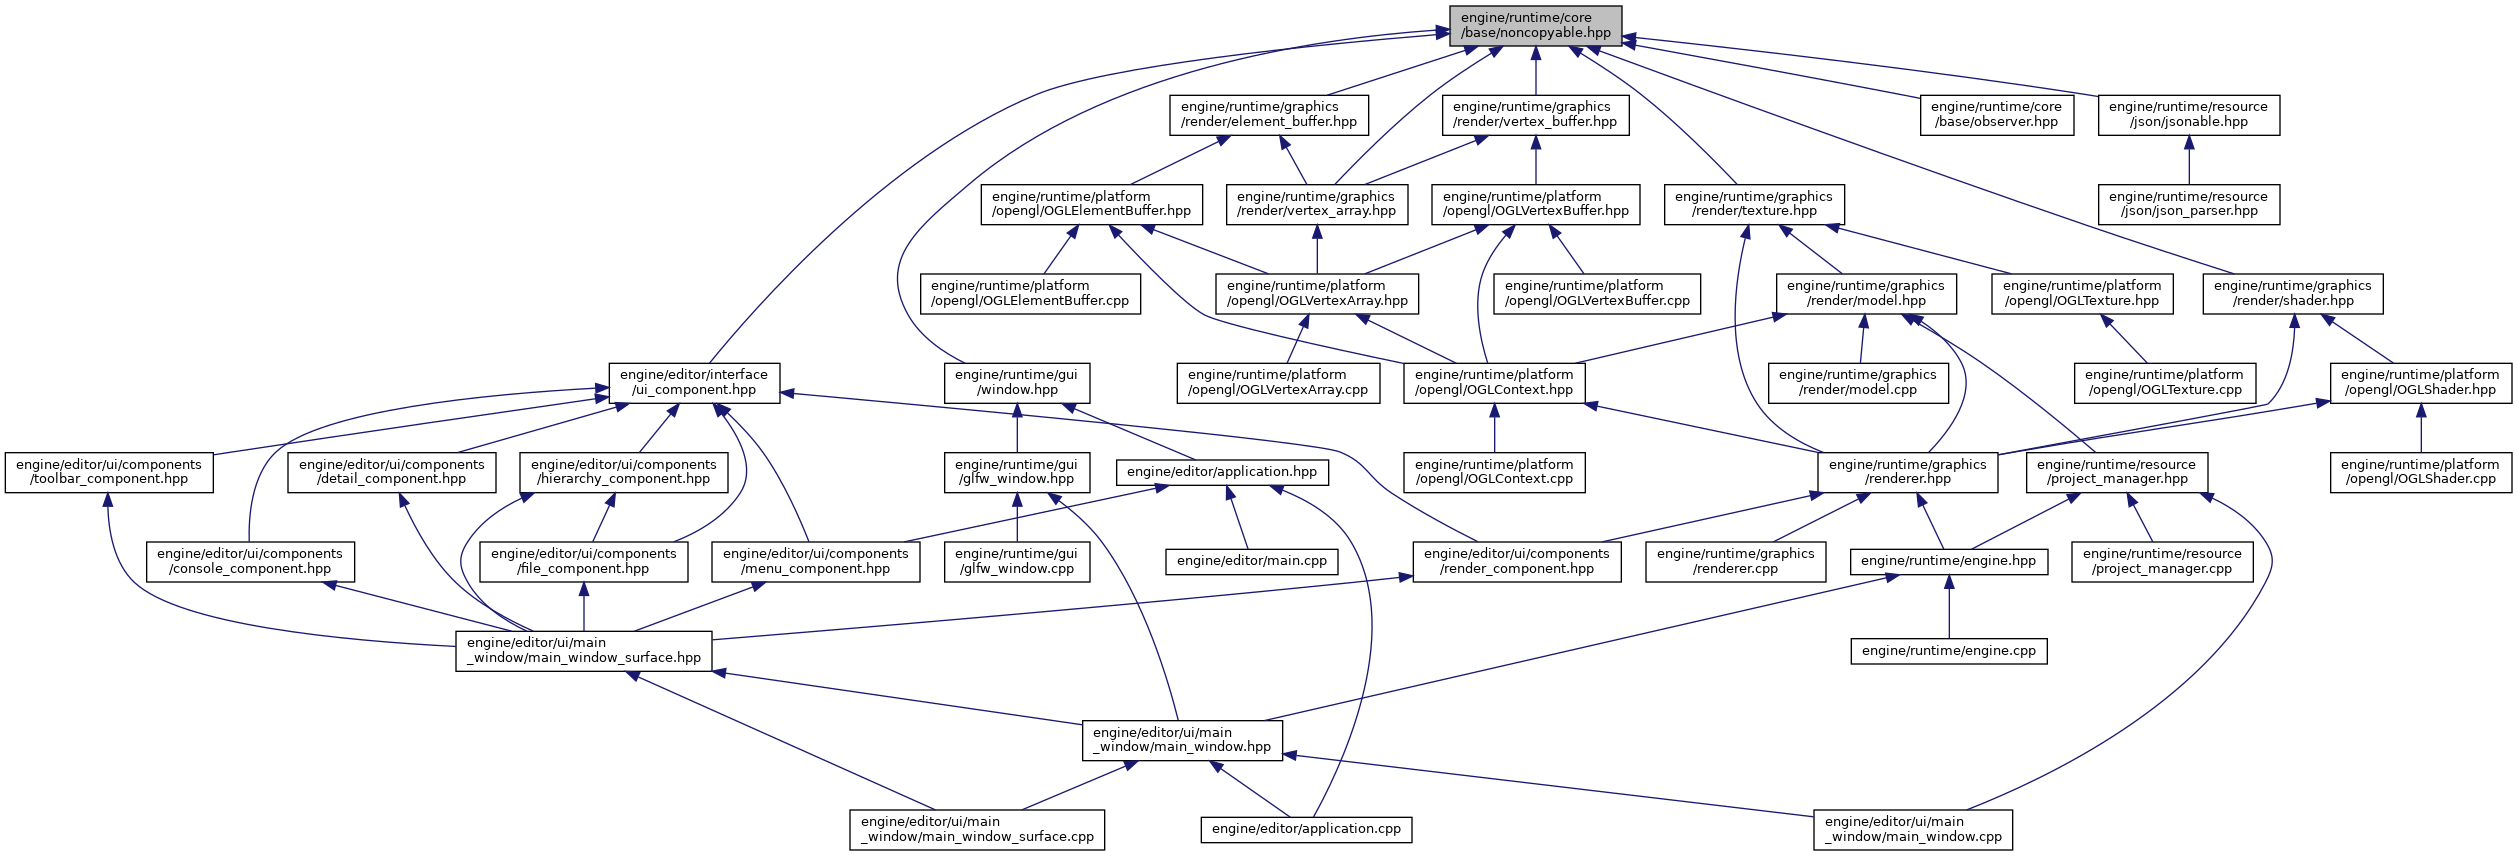 engine/runtime/core
/base/noncopyable.hpp
engine/runtime/graphics
/render/element_buffer.hpp
engine/runtime/graphics
/render/vertex_buffer.hpp
engine/runtime/core
/base/observer.hpp
engine/runtime/resource
/json/jsonable.hpp
engine/runtime/platform
/opengl/OGLElementBuffer.hpp
engine/runtime/graphics
/render/vertex_array.hpp
engine/runtime/platform
/opengl/OGLVertexBuffer.hpp
engine/runtime/graphics
/render/texture.hpp
engine/runtime/resource
/json/json_parser.hpp
engine/runtime/platform
/opengl/OGLElementBuffer.cpp
engine/runtime/platform
/opengl/OGLVertexArray.hpp
engine/runtime/platform
/opengl/OGLVertexBuffer.cpp
engine/runtime/graphics
/render/model.hpp
engine/runtime/platform
/opengl/OGLTexture.hpp
engine/runtime/graphics
/render/shader.hpp
engine/editor/interface
/ui_component.hpp
engine/runtime/gui
/window.hpp
engine/runtime/platform
/opengl/OGLVertexArray.cpp
engine/runtime/platform
/opengl/OGLContext.hpp
engine/runtime/graphics
/render/model.cpp
engine/runtime/platform
/opengl/OGLTexture.cpp
engine/runtime/platform
/opengl/OGLShader.hpp
engine/editor/ui/components
/toolbar_component.hpp
engine/editor/ui/components
/detail_component.hpp
engine/editor/ui/components
/hierarchy_component.hpp
engine/runtime/gui
/glfw_window.hpp
engine/editor/application.hpp
engine/runtime/platform
/opengl/OGLContext.cpp
engine/runtime/graphics
/renderer.hpp
engine/runtime/resource
/project_manager.hpp
engine/runtime/platform
/opengl/OGLShader.cpp
engine/editor/ui/components
/console_component.hpp
engine/editor/ui/components
/file_component.hpp
engine/editor/ui/components
/menu_component.hpp
engine/runtime/gui
/glfw_window.cpp
engine/editor/main.cpp
engine/editor/ui/components
/render_component.hpp
engine/runtime/graphics
/renderer.cpp
engine/runtime/engine.hpp
engine/runtime/resource
/project_manager.cpp
engine/editor/ui/main
_window/main_window_surface.hpp
engine/runtime/engine.cpp
engine/editor/ui/main
_window/main_window.hpp
engine/editor/ui/main
_window/main_window_surface.cpp
engine/editor/application.cpp
engine/editor/ui/main
_window/main_window.cpp